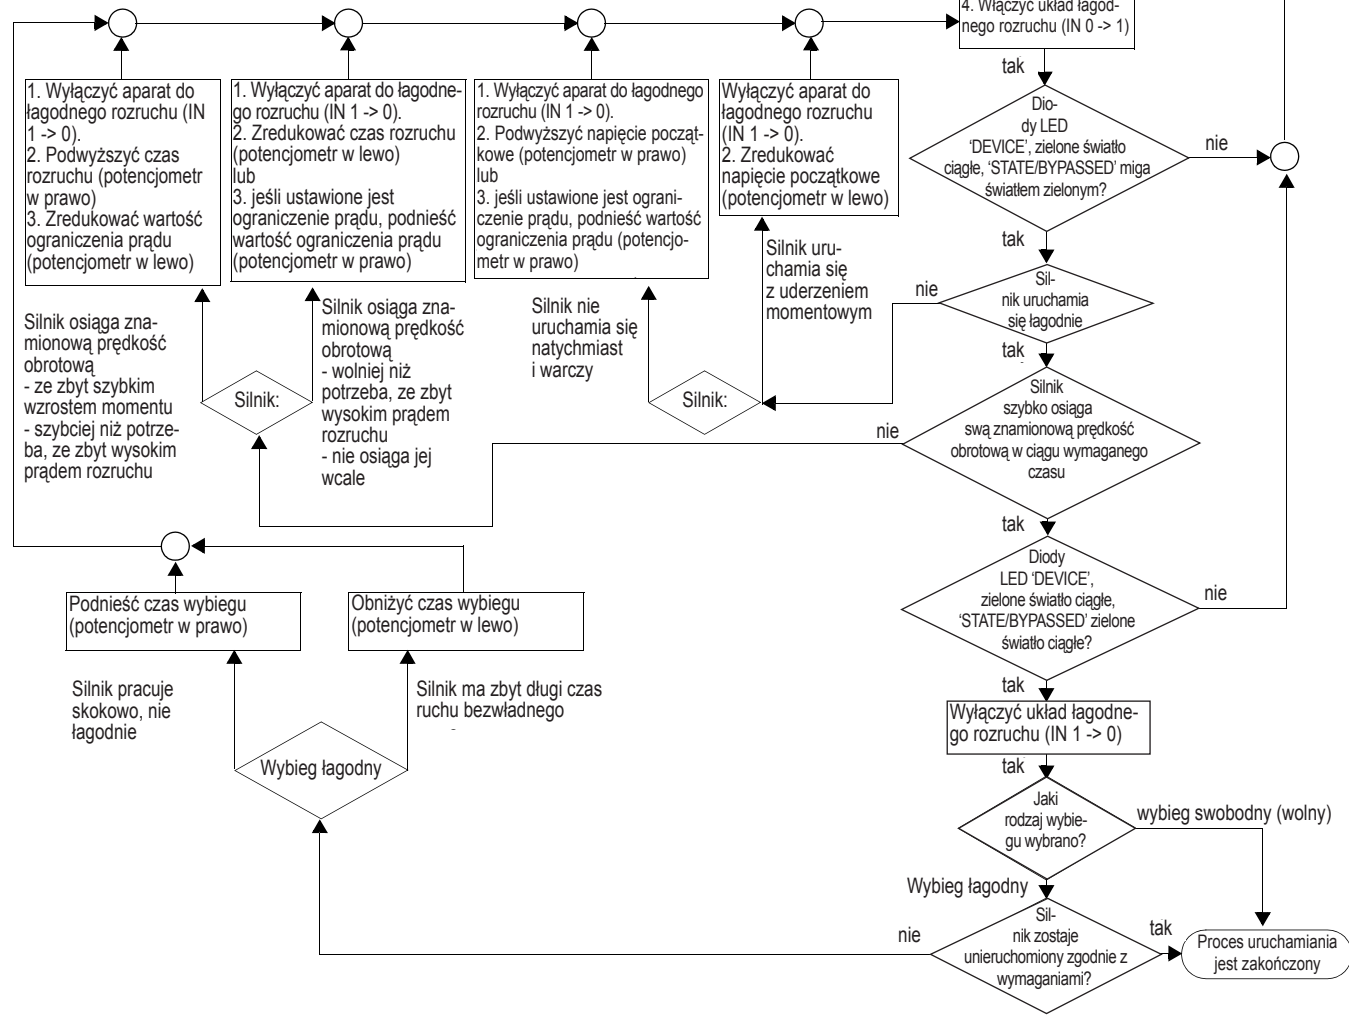 4. Włączyć układ łagod-
nego rozruchu (IN 0 -> 1)
tak
1. Wyłączyć aparat do
łagodnego rozruchu (IN
1 -> 0).
2. Podwyższyć czas
rozruchu (potencjometr
w prawo)
3. Zredukować wartość
ograniczenia prądu
(potencjometr w lewo)
1. Wyłączyć aparat do łagodne-
go rozruchu (IN 1 -> 0).
2. Zredukować czas rozruchu
(potencjometr w lewo)
lub
3. jeśli ustawione jest
ograniczenie prądu, podnieść
wartość ograniczenia prądu
(potencjometr w prawo)
1. Wyłączyć aparat do łagodnego
rozruchu (IN 1 -> 0).
2. Podwyższyć napięcie począt-
kowe (potencjometr w prawo)
lub
3. jeśli ustawione jest ograni-
czenie prądu, podnieść wartość
ograniczenia prądu (potencjo-
metr w prawo)
Wyłączyć aparat do
łagodnego rozruchu
(IN 1 -> 0).
2. Zredukować
napięcie początkowe
(potencjometr w lewo)
Dio-
dy LED
‘DEVICE’, zielone światło
ciągłe, ‘STATE/BYPASSED’ miga
światłem zielonym?
nie
tak
Silnik osiąga zna-
mionową prędkość
obrotową
- ze zbyt szybkim
wzrostem momentu
- szybciej niż potrze-
ba, ze zbyt wysokim
prądem rozruchu
Silnik:
Silnik osiąga zna-
mionową prędkość
obrotową
- wolniej niż
potrzeba, ze zbyt
wysokim prądem
rozruchu
- nie osiąga jej
wcale
Silnik nie
uruchamia się
natychmiast
i warczy
Silnik:
Silnik uru-
chamia się
z uderzeniem
momentowym
nie
Sil-
nik uruchamia
się łagodnie
tak
nie
Silnik
szybko osiąga
swą znamionową prędkość
obrotową w ciągu wymaganego
czasu
tak
Diody
LED ‘DEVICE’,
zielone światło ciągłe,
‘STATE/BYPASSED’ zielone
światło ciągłe?
nie
tak
Podnieść czas wybiegu
(potencjometr w prawo)
Obniżyć czas wybiegu
(potencjometr w lewo)
Silnik pracuje
skokowo, nie
łagodnie
Silnik ma zbyt długi czas
ruchu bezwładnego
-
Wybieg łagodny
Wyłączyć układ łagodne-
go rozruchu (IN 1 -> 0)
tak
Jaki
rodzaj wybie-
gu wybrano?
wybieg swobodny (wolny)
Wybieg łagodny
nie
Sil-
nik zostaje
unieruchomiony zgodnie z
wymaganiami?
tak
Proces uruchamiania
jest zakończony